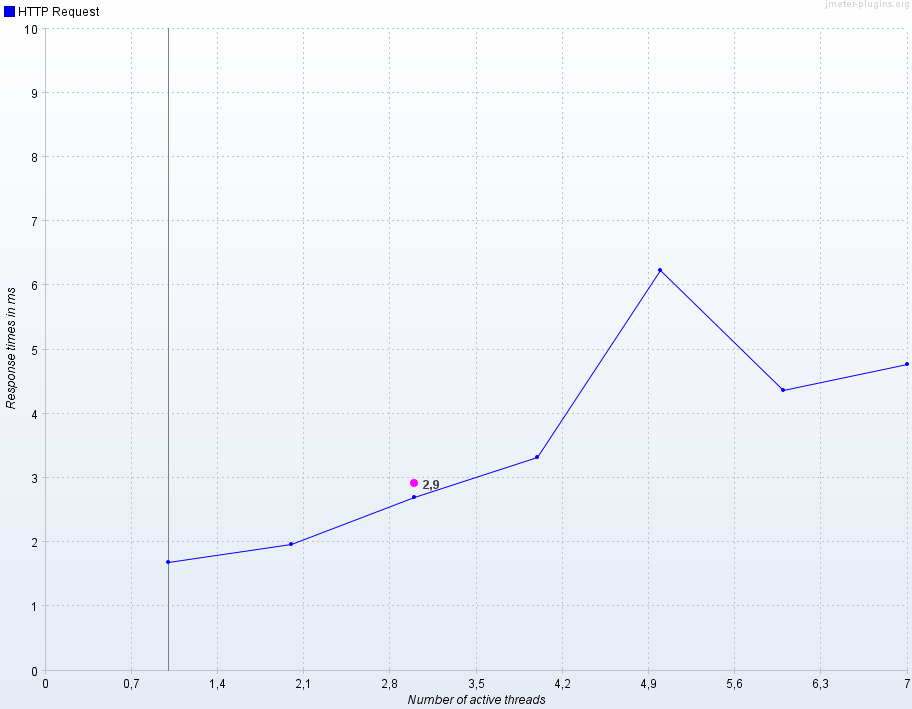 HTTP Request
jmeter-plugins.org
10
9
8
7
6
5
4
3
2
1
0
Response times in ms
2,9
0 0,7 1,4 2,1 2,8 3,5 4,2 4,9 5,6 6,3 7
Number of active threads